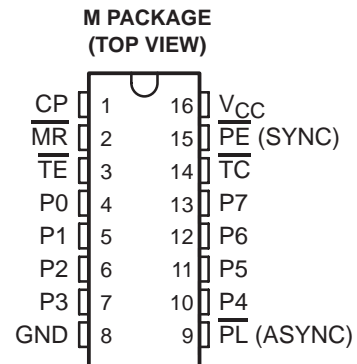 M PACKAGE
(TOP VIEW)
CP 1 16 VCC
MR 2 15 PE (SYNC)
TE 3 14 TC
P0 4 13 P7
P1 5 12 P6
P2 6 11 P5
P3 7 10 P4
GND 8 9 PL (ASYNC)